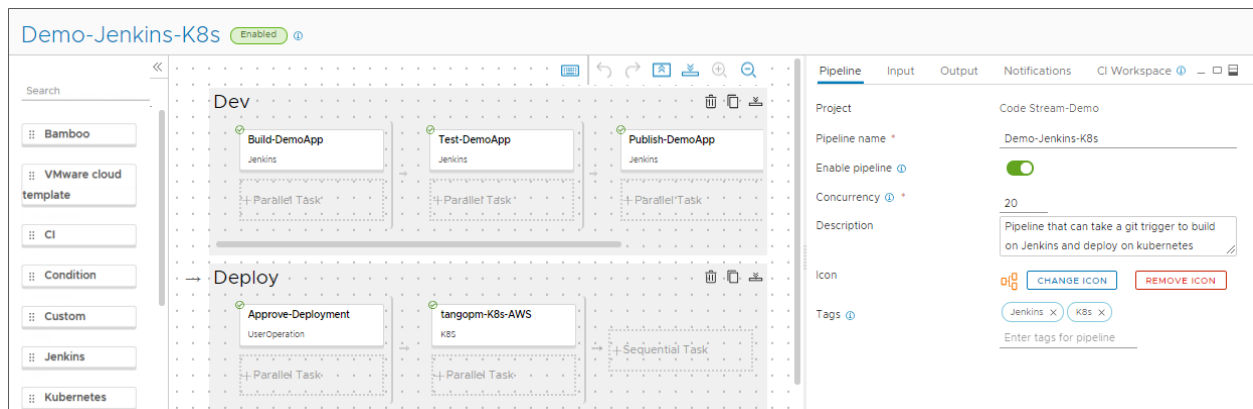 Demo-Jenkins-K8s Enabled
Search
Bamboo
VMware cloud
template
CI
Condition
Custom
Jenkins
Kubernetes
Dev
Build-DemoApp
Jenkins
+ Parallel Task
Test-DemoApp
Jenkins
+ Parallel Task
Publish-DemoApp
Jenkins
+ Parallel Task
Deploy
Approve-Deployment
UserOperation
+ Parallel Task
tangopm-K8s-AWS
K8S
+ Parallel Task
+ Sequential Task
Pipeline Input Output Notifications CI Workspace
Project Code Stream-Demo
Pipeline name * Demo-Jenkins-K8s
Enable pipeline
Concurrency * 20
Description Pipeline that can take a git trigger to build
on Jenkins and deploy on kubernetes
Icon CHANGE ICON REMOVE ICON
Tags Jenkins X K8s X
Enter tags for pipeline